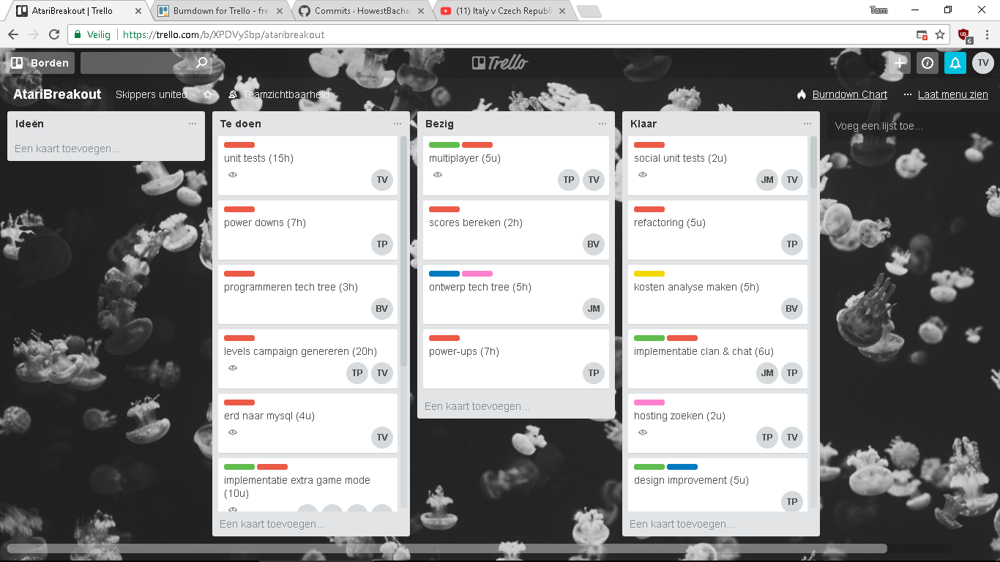 AtariBreakout | Trello
Burndown for Trello - fre
Commits · HowestBachel
(11) Italy v Czech Republi
Tom
Veilig
https://trello.com/b/XPDVySbp/ataribreakout
6
Borden
Trello
TV
AtariBreakout
Skippers united
Teamzichtbaarheid
Burndown Chart
··· Laat menu zien
Ideën
Een kaart toevoegen...
Te doen
unit tests (15h)
TV
power downs (7h)
TP
programmeren tech tree (3h)
BV
levels campaign genereren (20h)
TP TV
erd naar mysql (4u)
TV
implementatie extra game mode
(10u)
Een kaart toevoegen...
Bezig
multiplayer (5u)
TP TV
scores bereken (2h)
BV
ontwerp tech tree (5h)
JM
power-ups (7h)
TP
Een kaart toevoegen...
Klaar
social unit tests (2u)
JM TV
refactoring (5u)
TP
kosten analyse maken (5h)
BV
implementatie clan & chat (6u)
JM TP
hosting zoeken (2u)
TP TV
design improvement (5u)
TP
Een kaart toevoegen...
Voeg een lijst toe...